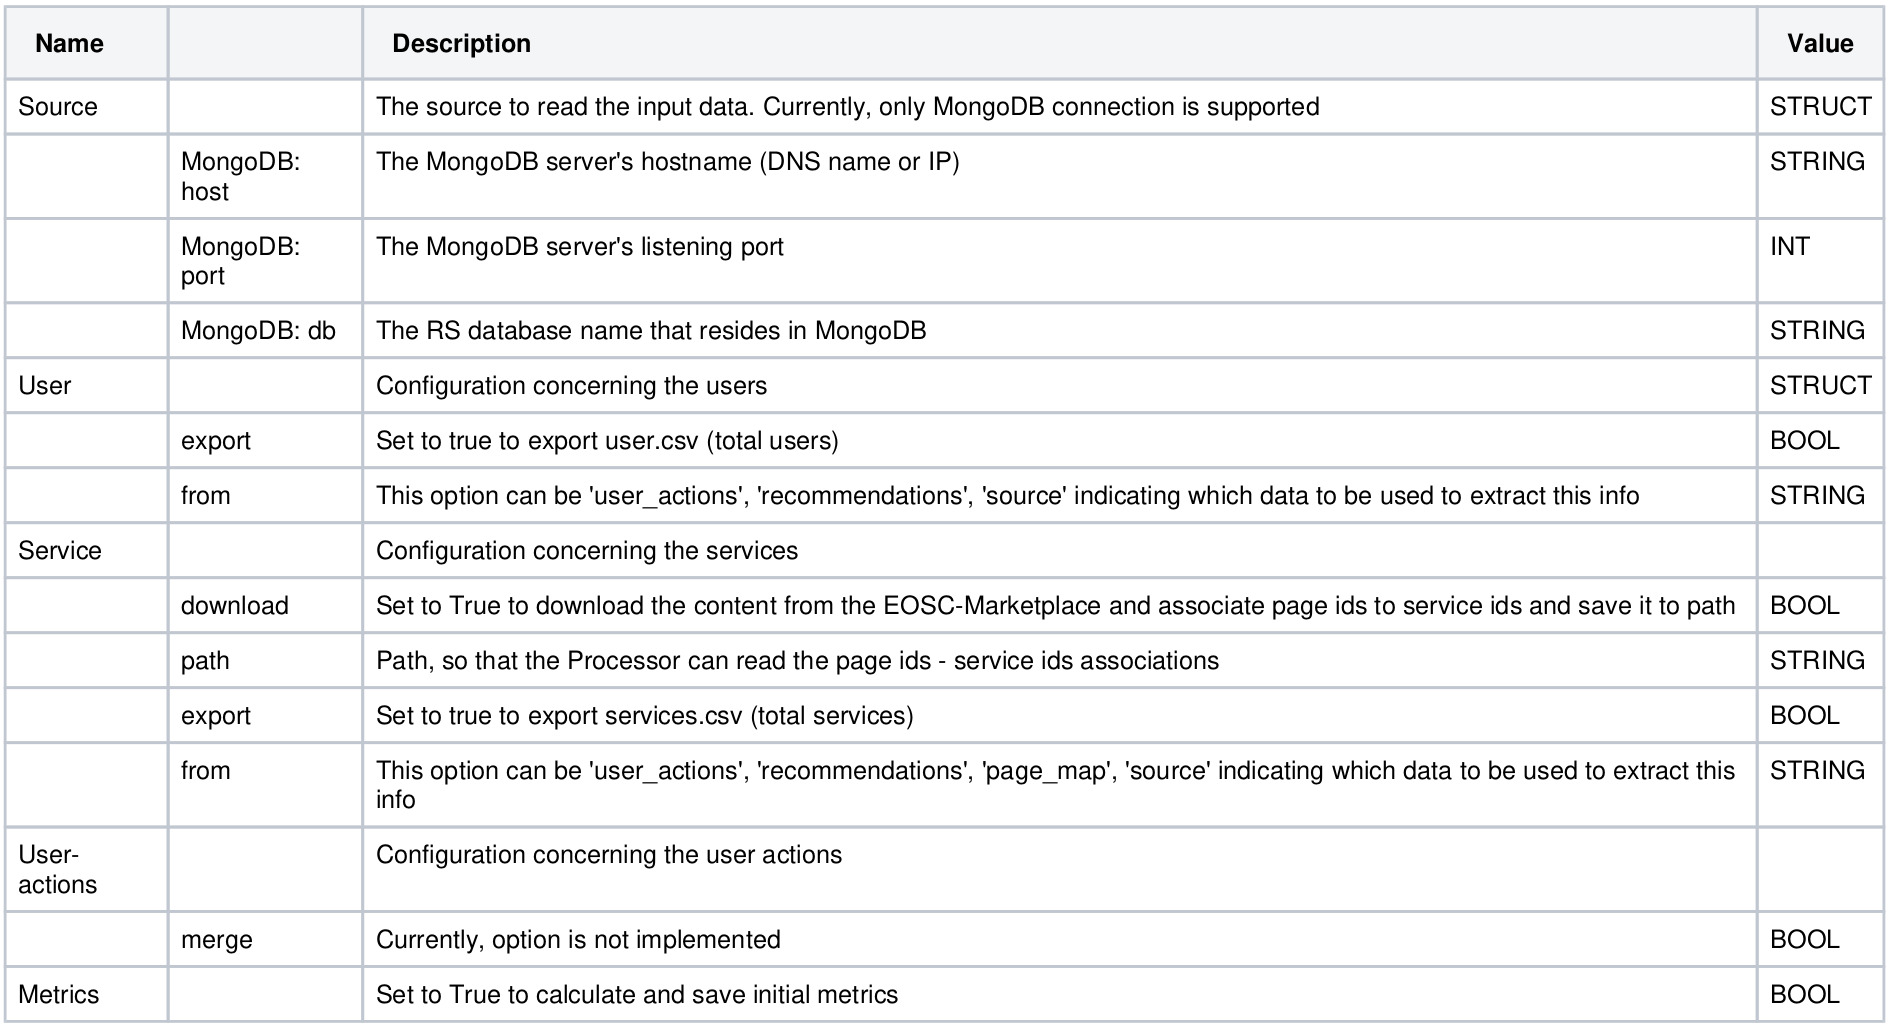 Name Description Value
Source The source to read the input data. Currently, only MongoDB connection is supported STRUCT
MongoDB: The MongoDB server's hostname (DNS name or IP) STRING
host
MongoDB: The MongoDB server's listening port INT
port
MongoDB: db The RS database name that resides in MongoDB STRING
User Configuration concerning the users STRUCT
export Set to true to export user.csv (total users) BOOL
from This option can be 'user_actions', 'recommendations', 'source' indicating which data to be used to extract this info STRING
Service Configuration concerning the services
download Set to True to download the content from the EOSC-Marketplace and associate page ids to service ids and save it to path BOOL
path Path, so that the Processor can read the page ids - service ids associations STRING
export Set to true to export services.csv (total services) BOOL
from This option can be 'user_actions', 'recommendations', 'page_map', 'source' indicating which data to be used to extract this STRING
info
User- Configuration concerning the user actions
actions
merge Currently, option is not implemented BOOL
Metrics Set to True to calculate and save initial metrics BOOL